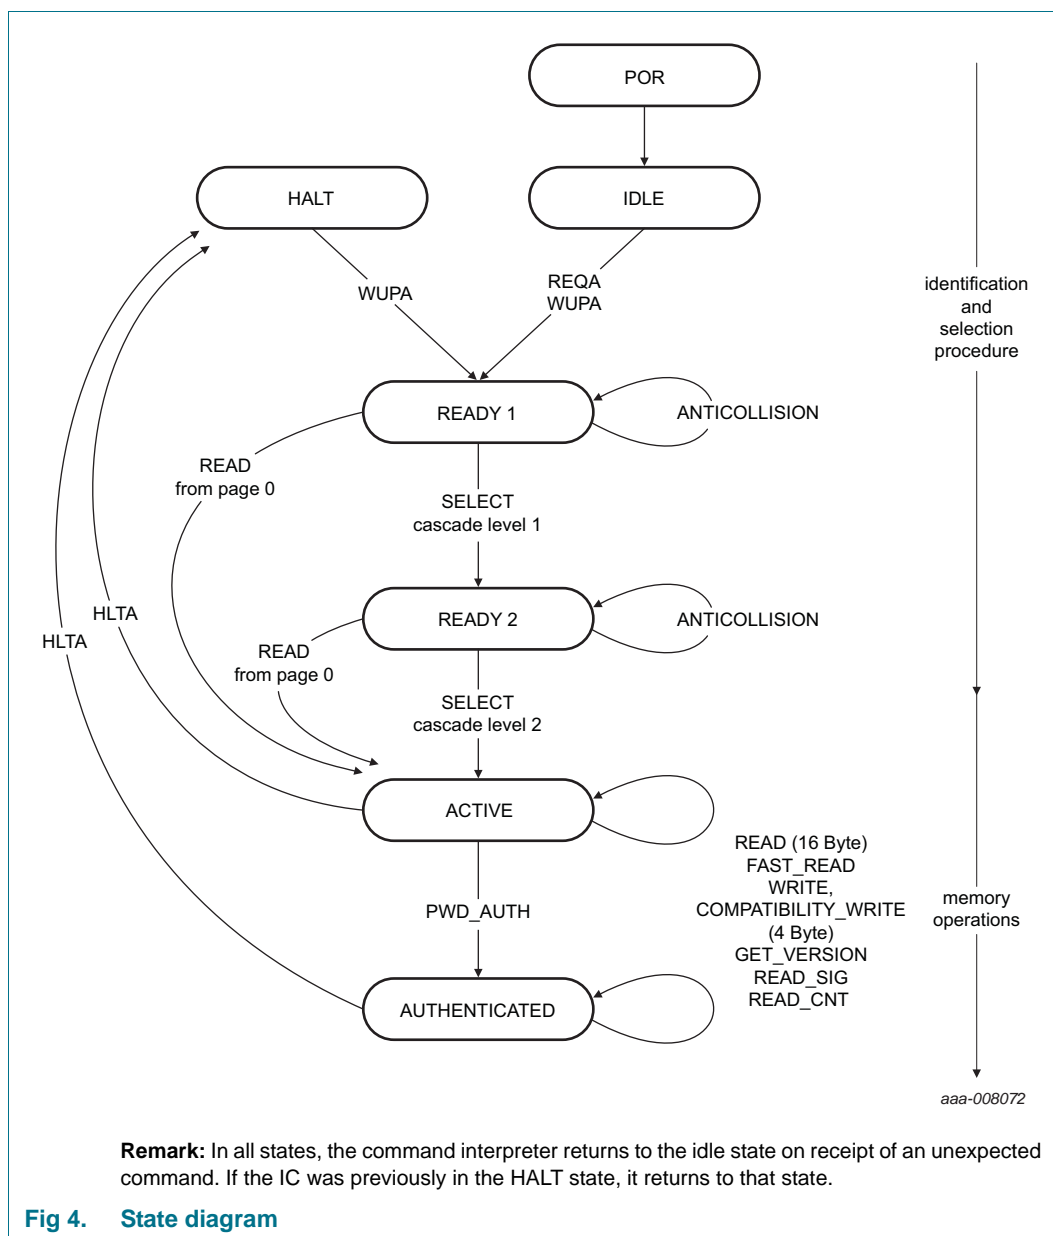 POR
HALT
IDLE
WUPA
REQA
WUPA
identification
and
selection
procedure
READY 1
ANTICOLLISION
READ
from page 0
SELECT
cascade level 1
READY 2
ANTICOLLISION
HLTA
HLTA
READ
from page 0
SELECT
cascade level 2
ACTIVE
READ (16 Byte)
FAST_READ
WRITE,
COMPATIBILITY_WRITE
(4 Byte)
GET_VERSION
READ_SIG
READ_CNT
memory
operations
PWD_AUTH
AUTHENTICATED
aaa-008072
Remark: In all states, the command interpreter returns to the idle state on receipt of an unexpected
command. If the IC was previously in the HALT state, it returns to that state.
Fig 4. State diagram